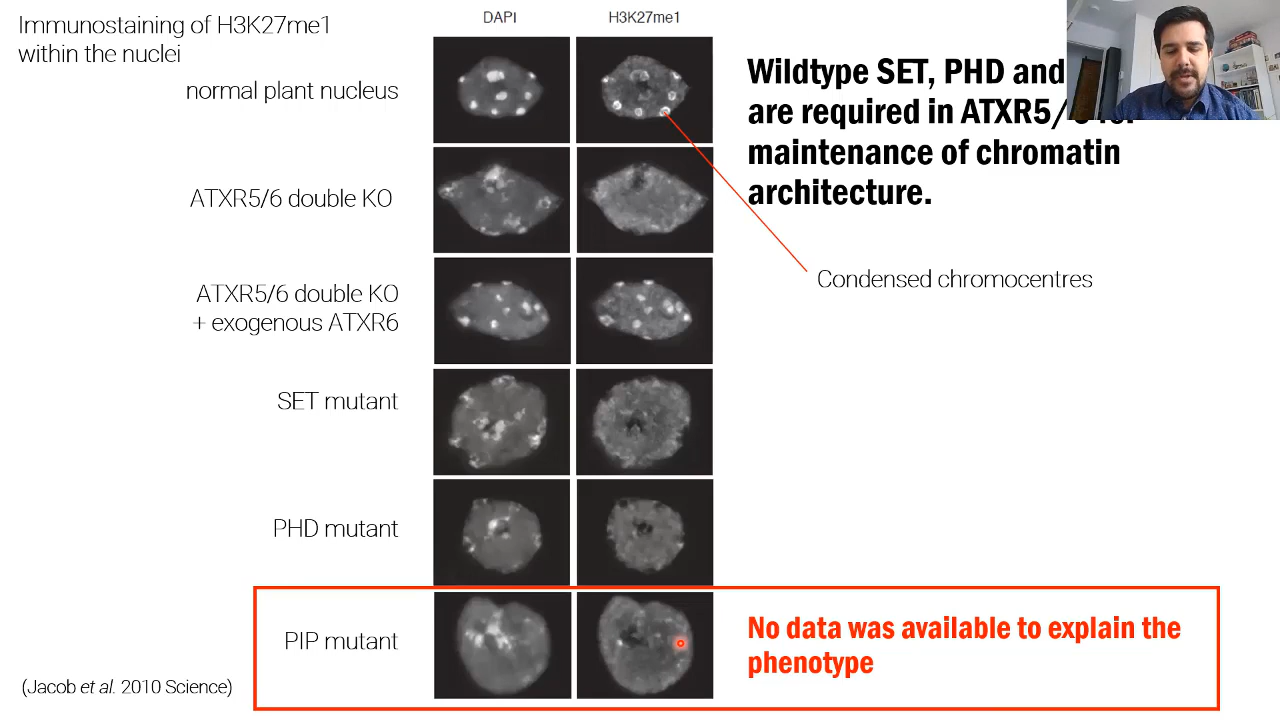 Immunostaining of H3K27me1
within the nuclei
DAPI
H3K27me1
normal plant nucleus
ATXR5/6 double KO
ATXR5/6 double KO
+ exogenous ATXR6
SET mutant
PHD mutant
PIP mutant
(Jacob et al. 2010 Science)
Wildtype SET, PHD and
are required in
maintenance of chromatin
architecture.
Condensed chromocentres
No data was available to explain the
phenotype